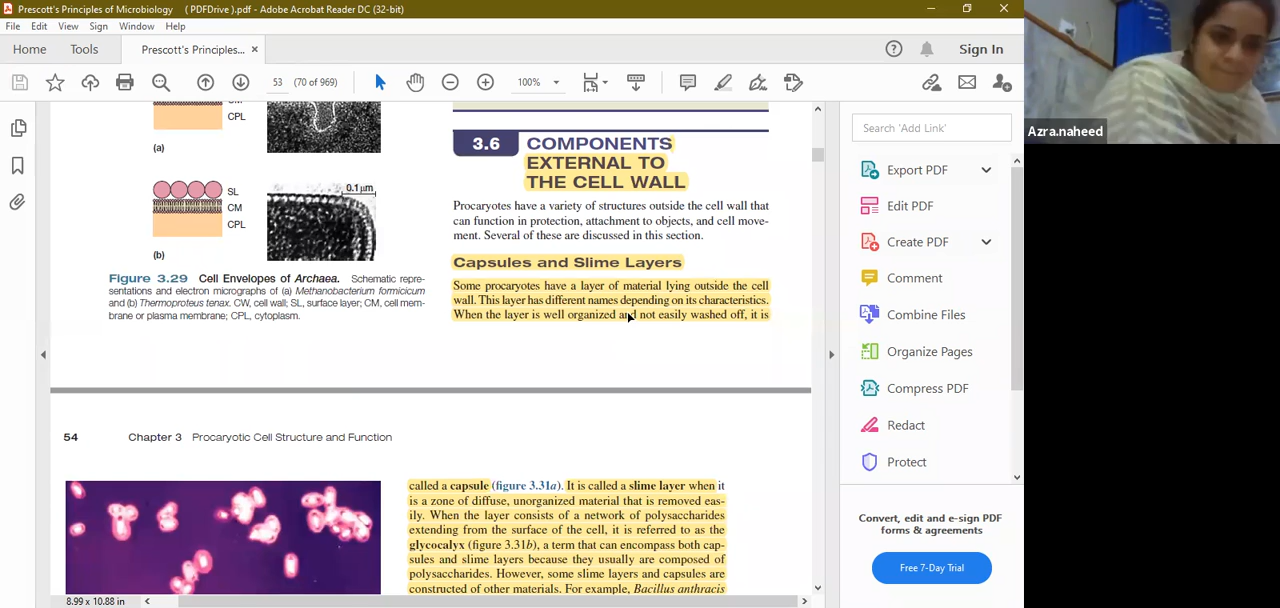 Prescott's Principles of Microbiology ( PDFDrive ).pdf - Adobe Acrobat Reader DC (32-bit)
File Edit View Sign Window Help
Home Tools Prescott's Principles... × Sign In
53 (70 of 969) 100%
CPL
(a)
SL
CM
CPL
0.1 µm
(b)
Figure 3.29 Cell Envelopes of Archaea. Schematic repre-
sentations and electron micrographs of (a) Methanobacterium formicicum
and (b) Thermoproteus tenax. CW, cell wall; SL, surface layer; CM, cell mem-
brane or plasma membrane; CPL, cytoplasm.
3.6 COMPONENTS
EXTERNAL TO
THE CELL WALL
Procaryotes have a variety of structures outside the cell wall that
can function in protection, attachment to objects, and cell move-
ment. Several of these are discussed in this section.
Capsules and Slime Layers
Some procaryotes have a layer of material lying outside the cell
wall. This layer has different names depending on its characteristics.
When the layer is well organized and not easily washed off, it is
54 Chapter 3 Procaryotic Cell Structure and Function
called a capsule (figure 3.31a). It is called a slime layer when it
is a zone of diffuse, unorganized material that is removed eas-
ily. When the layer consists of a network of polysaccharides
extending from the surface of the cell, it is referred to as the
glycocalyx (figure 3.31b), a term that can encompass both cap-
sules and slime layers because they usually are composed of
polysaccharides. However, some slime layers and capsules are
constructed of other materials. For example, Bacillus anthracis
8.99 x 10.88 in
Search 'Add Link'
Export PDF
Edit PDF
Create PDF
Comment
Combine Files
Organize Pages
Compress PDF
Redact
Protect
Convert, edit and e-sign PDF
forms & agreements
Free 7-Day Trial
Azra.naheed